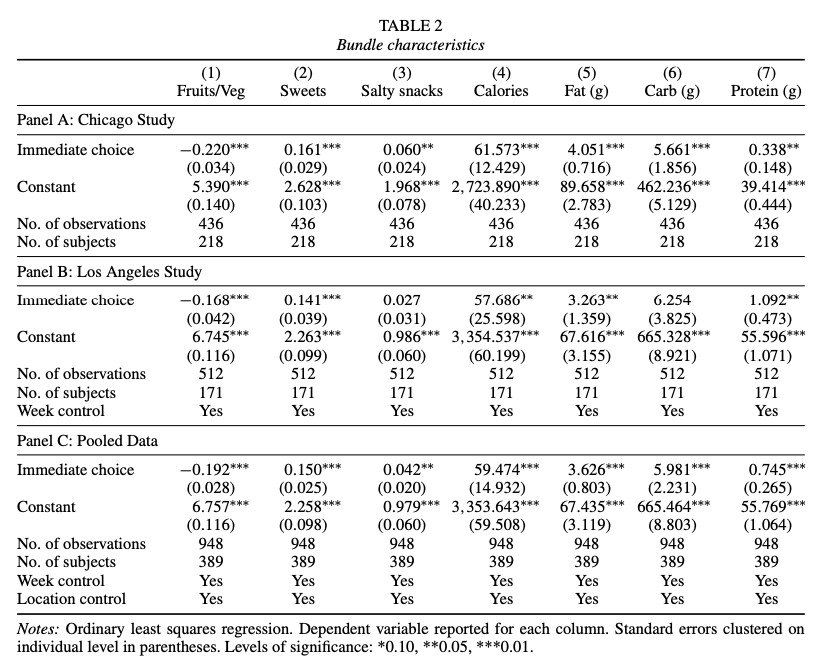 TABLE 2
Bundle characteristics
(1) (2) (3) (4) (5) (6) (7)
Fruits/Veg Sweets Salty snacks Calories Fat (g) Carb (g) Protein (g)
Panel A: Chicago Study
Immediate choice −0.220*** 0.161*** 0.060** 61.573*** 4.051*** 5.661*** 0.338**
(0.034) (0.029) (0.024) (12.429) (0.716) (1.856) (0.148)
Constant 5.390*** 2.628*** 1.968*** 2,723.890*** 89.658*** 462.236*** 39.414***
(0.140) (0.103) (0.078) (40.233) (2.783) (5.129) (0.444)
No. of observations 436 436 436 436 436 436 436
No. of subjects 218 218 218 218 218 218 218
Panel B: Los Angeles Study
Immediate choice −0.168*** 0.141*** 0.027 57.686** 3.263** 6.254 1.092**
(0.042) (0.039) (0.031) (25.598) (1.359) (3.825) (0.473)
Constant 6.745*** 2.263*** 0.986*** 3,354.537*** 67.616*** 665.328*** 55.596***
(0.116) (0.099) (0.060) (60.199) (3.155) (8.921) (1.071)
No. of observations 512 512 512 512 512 512 512
No. of subjects 171 171 171 171 171 171 171
Week control Yes Yes Yes Yes Yes Yes Yes
Panel C: Pooled Data
Immediate choice −0.192*** 0.150*** 0.042** 59.474*** 3.626*** 5.981*** 0.745***
(0.028) (0.025) (0.020) (14.932) (0.803) (2.231) (0.265)
Constant 6.757*** 2.258*** 0.979*** 3,353.643*** 67.435*** 665.464*** 55.769***
(0.116) (0.098) (0.060) (59.508) (3.119) (8.803) (1.064)
No. of observations 948 948 948 948 948 948 948
No. of subjects 389 389 389 389 389 389 389
Week control Yes Yes Yes Yes Yes Yes Yes
Location control Yes Yes Yes Yes Yes Yes Yes
Notes: Ordinary least squares regression. Dependent variable reported for each column. Standard errors clustered on
individual level in parentheses. Levels of significance: *0.10, **0.05, ***0.01.